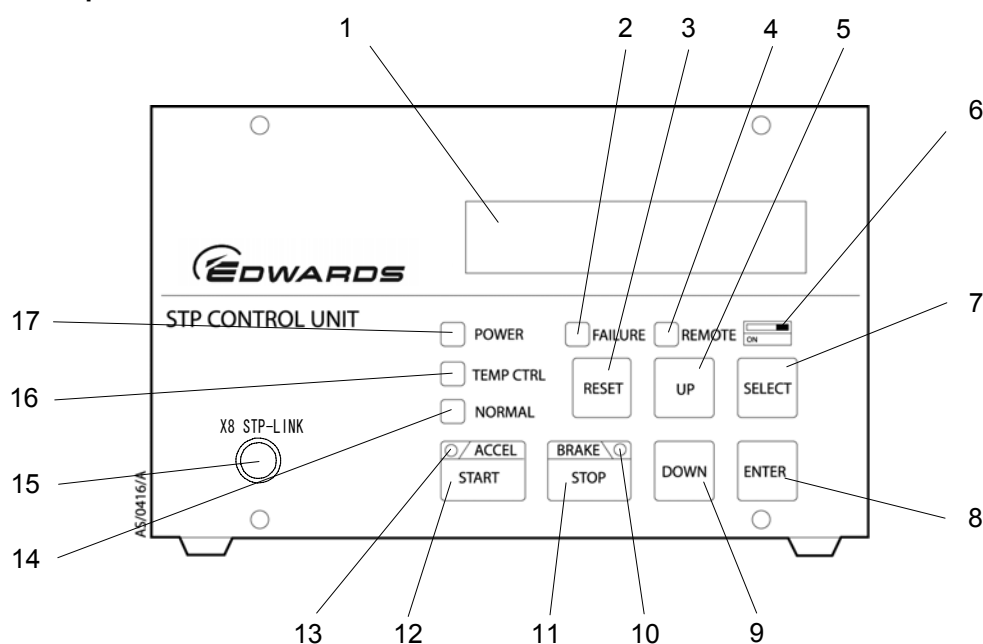 1 2 3 4 5
6
EDWARDS
STP CONTROL UNIT
17 POWER FAILURE REMOTE ON 7
16 TEMP CTRL RESET UP SELECT
NORMAL
X8 STP-LINK
15 ACCEL BRAKE
START STOP DOWN ENTER
AS/0416/A
8
14
13 12 11 10 9